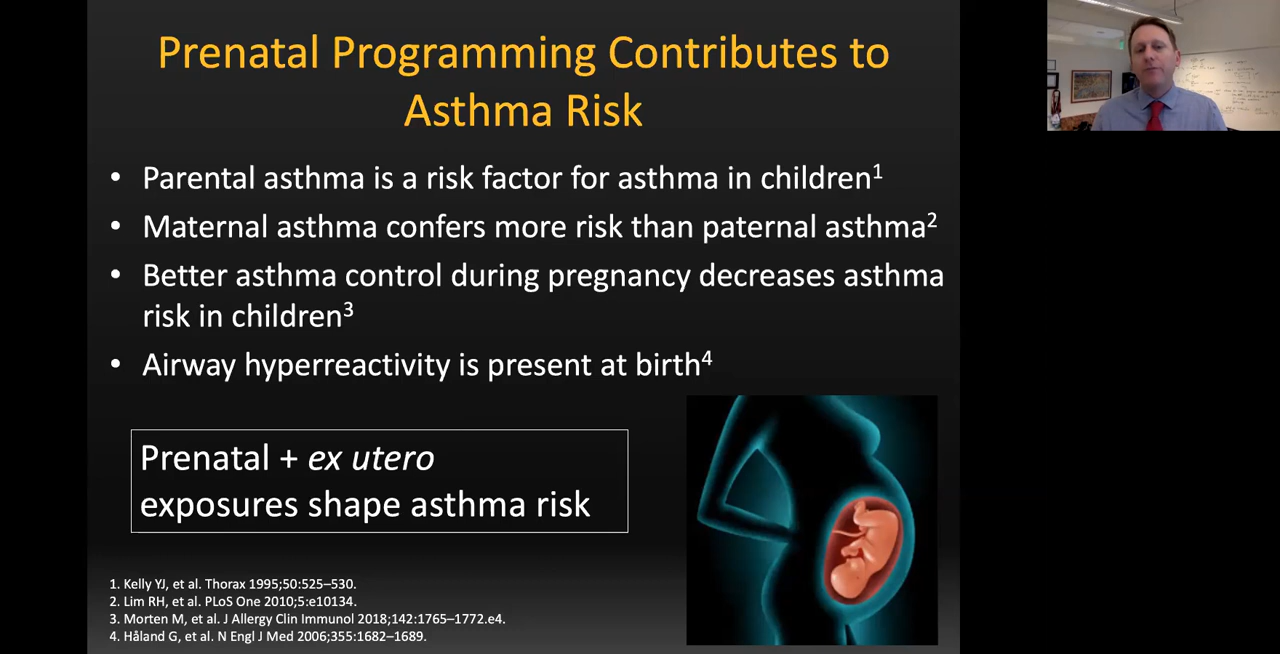 Prenatal Programming Contributes to
Asthma Risk
• Parental asthma is a risk factor for asthma in children¹
• Maternal asthma confers more risk than paternal asthma²
• Better asthma control during pregnancy decreases asthma
risk in children³
• Airway hyperreactivity is present at birth⁴
Prenatal + ex utero
exposures shape asthma risk
1. Kelly YJ, et al. Thorax 1995;50:525–530.
2. Lim RH, et al. PLoS One 2010;5:e10134.
3. Morten M, et al. J Allergy Clin Immunol 2018;142:1765–1772.e4.
4. Håland G, et al. N Engl J Med 2006;355:1682–1689.